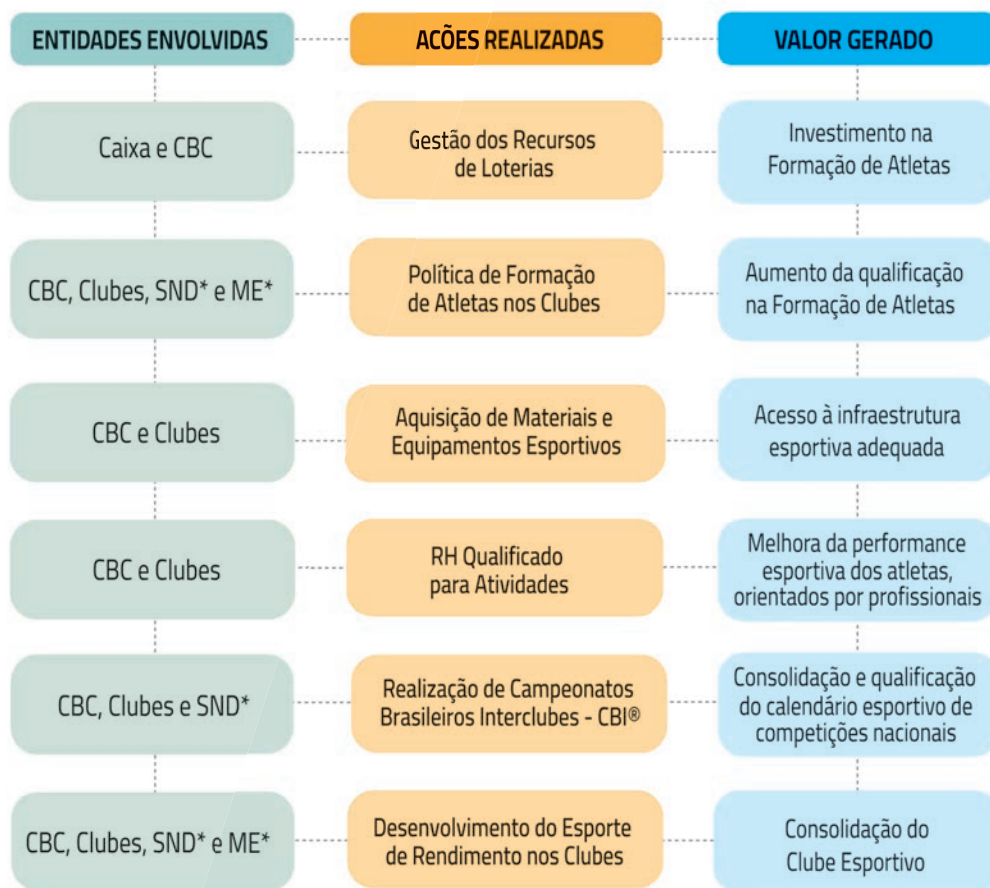 ENTIDADES ENVOLVIDAS
ACÕES REALIZADAS
VALOR GERADO
Caixa e CBC
Gestão dos Recursos
de Loterias
Investimento na
Formação de Atletas
CBC, Clubes, SND* e ME*
Política de Formação
de Atletas nos Clubes
Aumento da qualificação
na Formação de Atletas
CBC e Clubes
Aquisição de Materiais e
Equipamentos Esportivos
Acesso à infraestrutura
esportiva adequada
CBC e Clubes
RH Qualificado
para Atividades
Melhora da performance
esportiva dos atletas,
orientados por profissionais
CBC, Clubes e SND*
Realização de Campeonatos
Brasileiros Interclubes - CBI®
Consolidação e qualificação
do calendário esportivo de
competições nacionais
CBC, Clubes, SND* e ME*
Desenvolvimento do Esporte
de Rendimento nos Clubes
Consolidação do
Clube Esportivo